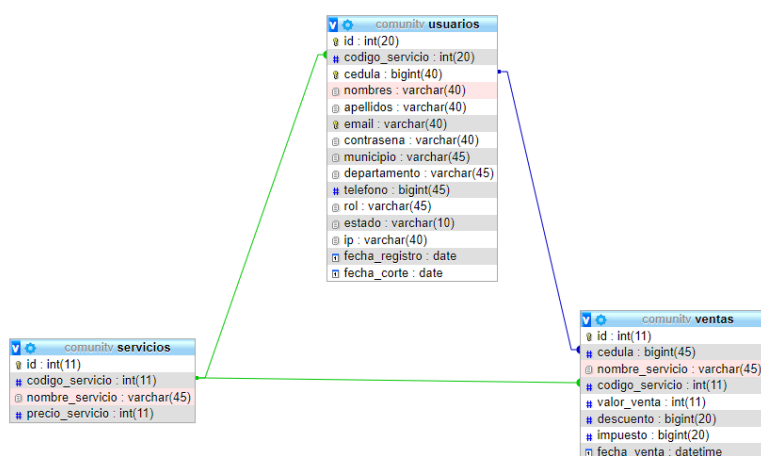 comunitv usuarios
id : int(20)
codigo_servicio : int(20)
cedula : bigint(40)
nombres : varchar(40)
apellidos : varchar(40)
email : varchar(40)
contrasena : varchar(40)
municipio : varchar(45)
departamento : varchar(45)
telefono : bigint(45)
rol : varchar(45)
estado : varchar(10)
ip : varchar(40)
fecha_registro : date
fecha_corte : date
comunitv servicios
id : int(11)
codigo_servicio : int(11)
nombre_servicio : varchar(45)
precio_servicio : int(11)
comunitv ventas
id : int(11)
cedula : bigint(45)
nombre_servicio : varchar(45)
codigo_servicio : int(11)
valor_venta : int(11)
descuento : bigint(20)
impuesto : bigint(20)
fecha_venta : datetime